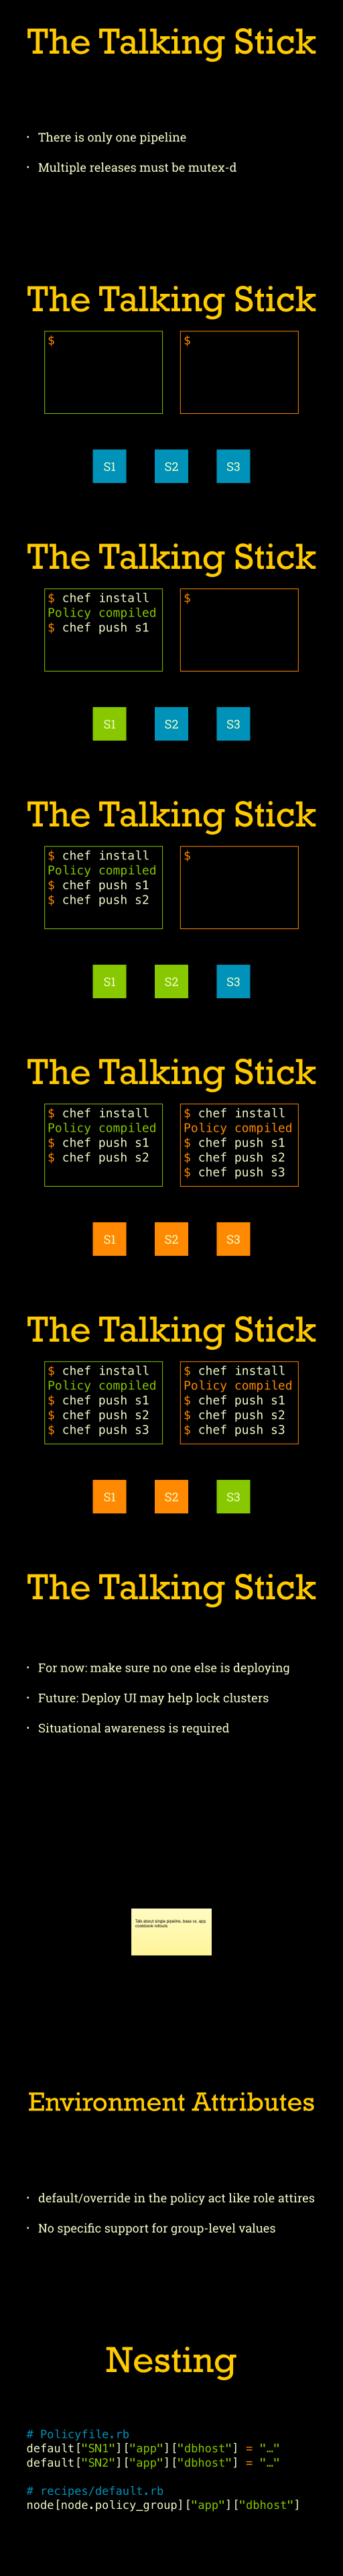 The Talking Stick
• There is only one pipeline
• Multiple releases must be mutex-d
The Talking Stick
$
$
S1 S2 S3
The Talking Stick
$ chef install
Policy compiled
$ chef push s1
$
S1 S2 S3
The Talking Stick
$ chef install
Policy compiled
$ chef push s1
$ chef push s2
$
S1 S2 S3
The Talking Stick
$ chef install
Policy compiled
$ chef push s1
$ chef push s2
$ chef install
Policy compiled
$ chef push s1
$ chef push s2
$ chef push s3
S1 S2 S3
The Talking Stick
$ chef install
Policy compiled
$ chef push s1
$ chef push s2
$ chef push s3
$ chef install
Policy compiled
$ chef push s1
$ chef push s2
$ chef push s3
S1 S2 S3
The Talking Stick
• For now: make sure no one else is deploying
• Future: Deploy UI may help lock clusters
• Situational awareness is required
Talk about single pipeline, base vs. app
cookbook rollouts
Environment Attributes
• default/override in the policy act like role attires
• No specific support for group-level values
Nesting
# Policyfile.rb
default["SN1"]["app"]["dbhost"] = "…"
default["SN2"]["app"]["dbhost"] = "…"
# recipes/default.rb
node[node.policy_group]["app"]["dbhost"]